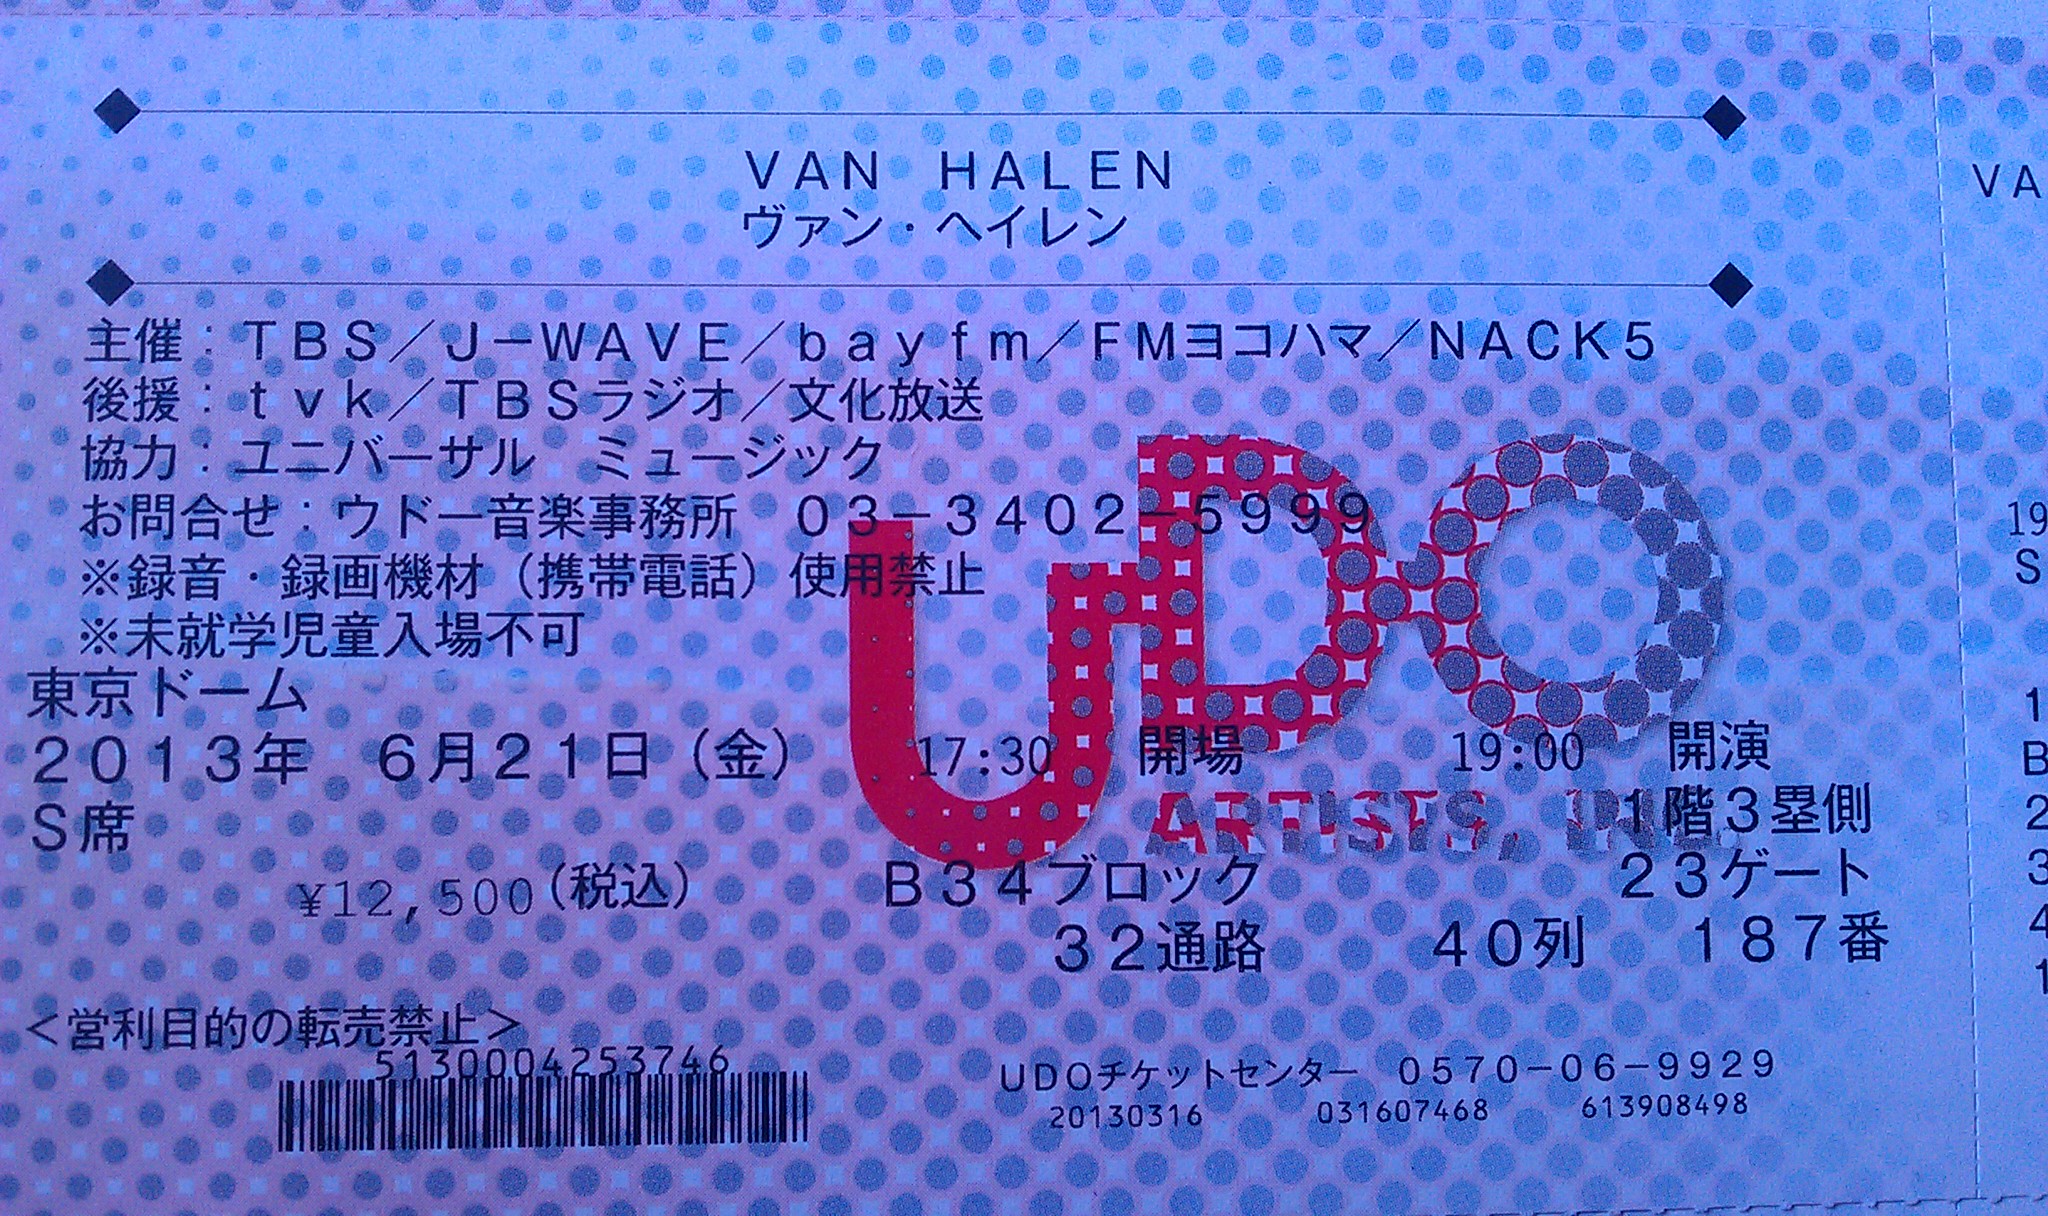 VAN HALEN
ヴァン・ヘイレン
主催：TBS／J－WAVE／bayfm／FMヨコハマ／NACK5
後援：tvk／TBSラジオ／文化放送
協力：ユニバーサル ミュージック
お問合せ：ウドー音楽事務所 03－3402－5999
※録音・録画機材（携帯電話）使用禁止
※未就学児童入場不可
東京ドーム
2013年 6月21日（金） 17:30 開場 19:00 開演
S席 1階3塁側
¥12,500(税込) B34ブロック 23ゲート
32通路 40列 187番
＜営利目的の転売禁止＞
5130004253746
UDOチケットセンター 0570－06－9929
20130316 031607468 613908498
UDO
ARTISTS, INC.
VA
19
S
1
B
2
3
4
1